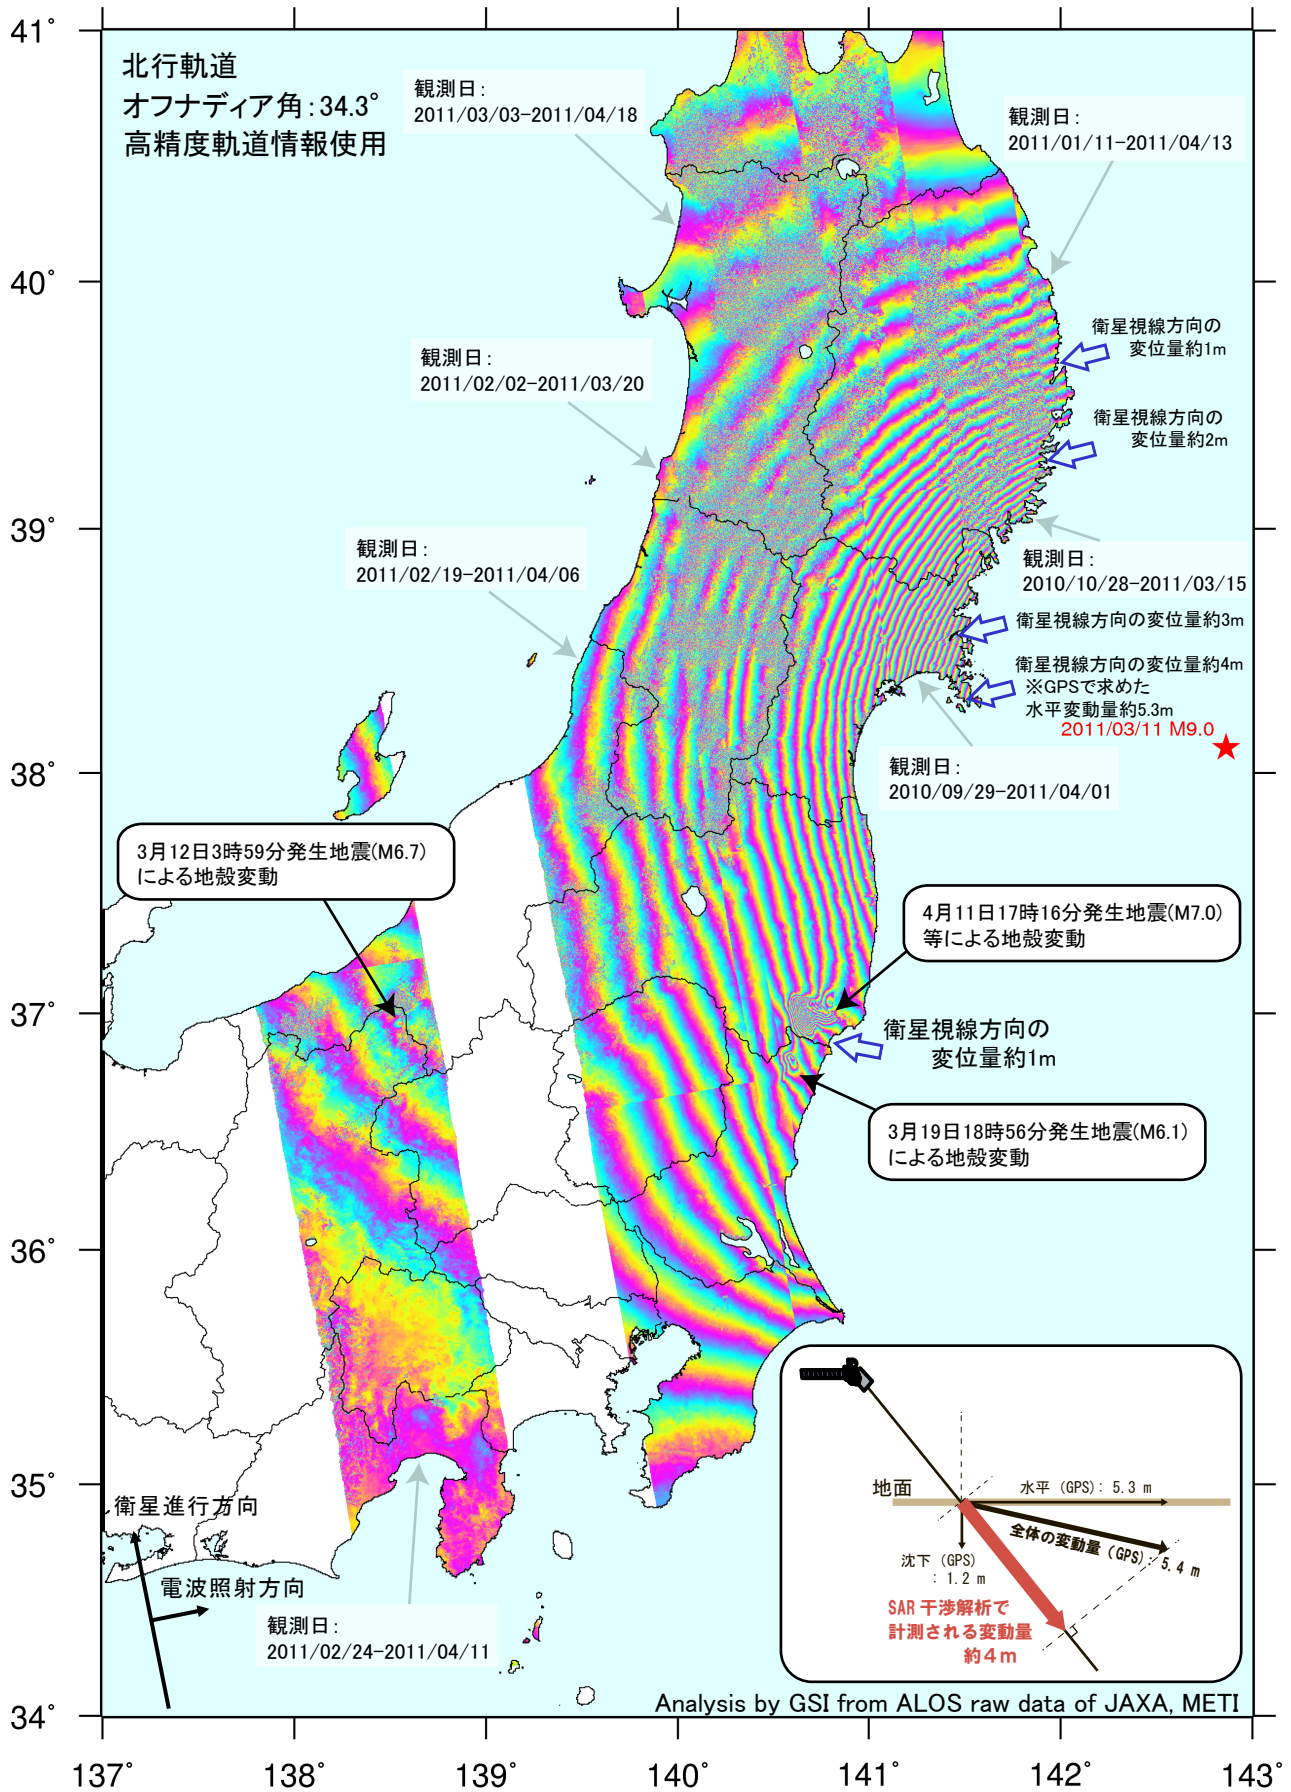 41°
北行軌道
オフナディア角:34.3°
高精度軌道情報使用
観測日:
2011/03/03-2011/04/18
観測日:
2011/01/11-2011/04/13
40°
衛星視線方向の
変位量約1m
観測日:
2011/02/02-2011/03/20
衛星視線方向の
変位量約2m
39°
観測日:
2011/02/19-2011/04/06
観測日:
2010/10/28-2011/03/15
衛星視線方向の変位量約3m
衛星視線方向の変位量約4m
※GPSで求めた
水平変動量約5.3m
2011/03/11 M9.0
38°
観測日:
2010/09/29-2011/04/01
3月12日3時59分発生地震(M6.7)
による地殻変動
4月11日17時16分発生地震(M7.0)
等による地殻変動
37°
衛星視線方向の
変位量約1m
3月19日18時56分発生地震(M6.1)
による地殻変動
36°
35°
地面
水平 (GPS): 5.3 m
全体の変動量 (GPS): 5.4 m
沈下 (GPS)
: 1.2 m
SAR 干渉解析で
計測される変動量
約4m
衛星進行方向
電波照射方向
観測日:
2011/02/24-2011/04/11
Analysis by GSI from ALOS raw data of JAXA, METI
34°
137° 138° 139° 140° 141° 142° 143°